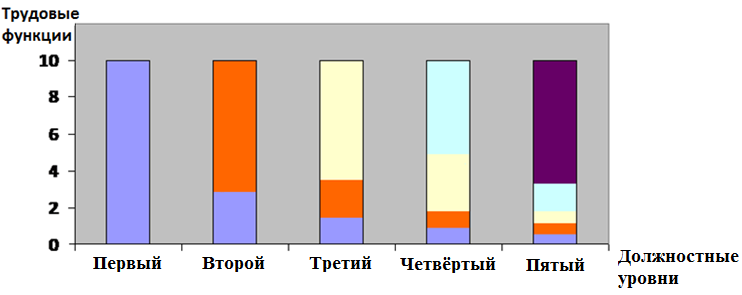 Трудовые
функции
10
8
6
4
2
0
Первый Второй Третий Четвёртый Пятый
Должностные
уровни